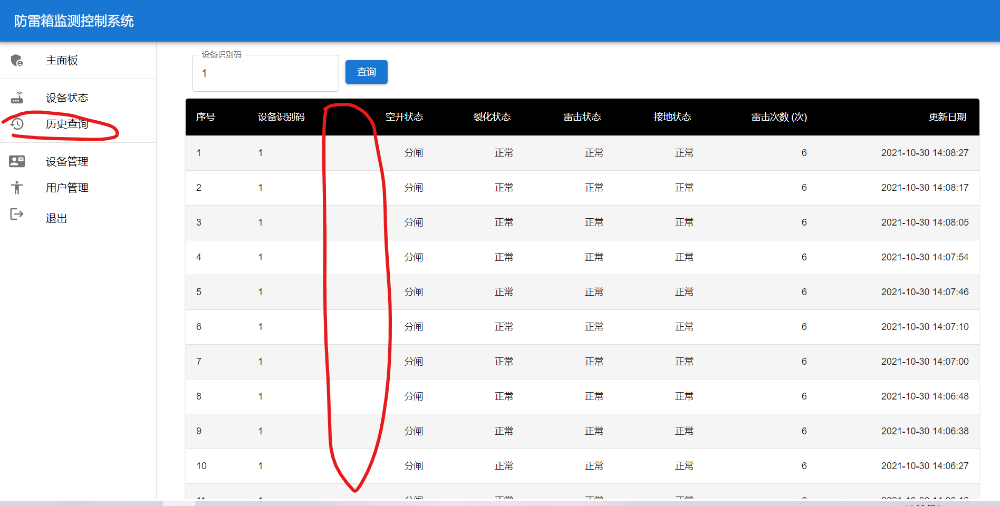 防雷箱监测控制系统
主面板
设备状态
历史查询
设备管理
用户管理
退出
设备识别码
1
查询
序号 设备识别码 空开状态 裂化状态 雷击状态 接地状态 雷击次数 (次) 更新日期
1 1 分闸 正常 正常 正常 6 2021-10-30 14:08:27
2 1 分闸 正常 正常 正常 6 2021-10-30 14:08:17
3 1 分闸 正常 正常 正常 6 2021-10-30 14:08:05
4 1 分闸 正常 正常 正常 6 2021-10-30 14:07:54
5 1 分闸 正常 正常 正常 6 2021-10-30 14:07:46
6 1 分闸 正常 正常 正常 6 2021-10-30 14:07:10
7 1 分闸 正常 正常 正常 6 2021-10-30 14:07:00
8 1 分闸 正常 正常 正常 6 2021-10-30 14:06:48
9 1 分闸 正常 正常 正常 6 2021-10-30 14:06:38
10 1 分闸 正常 正常 正常 6 2021-10-30 14:06:27